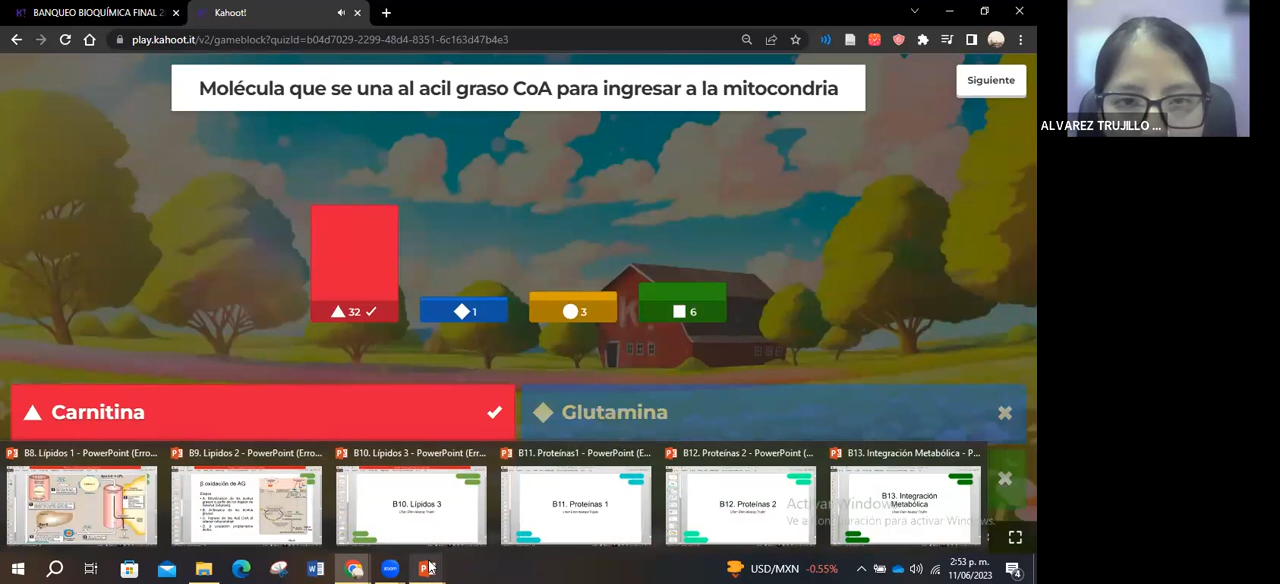 BANQUEO BIOQUÍMICA FINAL 2
Kahoot!
play.kahoot.it/v2/gameblock?quizId=b04d7029-2299-48d4-8351-6c163d47b4e3
Molécula que se una al acil graso CoA para ingresar a la mitocondria
Siguiente
ALVAREZ TRUJILLO ...
32
1
3
6
Carnitina
Glutamina
B8. Lípidos 1 - PowerPoint (Erro...
B9. Lipidos 2 - PowerPoint (Erro...
B10. Lípidos 3 - PowerPoint (Err...
B11. Proteínas1 - PowerPoint (E...
B12. Proteínas 2 - PowerPoint (...
B13. Integración Metabólica - P...
β oxidación de AG
B10. Lípidos 3
B11. Proteínas 1
B12. Proteínas 2
B13. Integración
Metabólica
Activar Windows
Ve a Configuración para activar Windows.
USD/MXN -0.55%
2:53 p. m.
11/06/2023
4